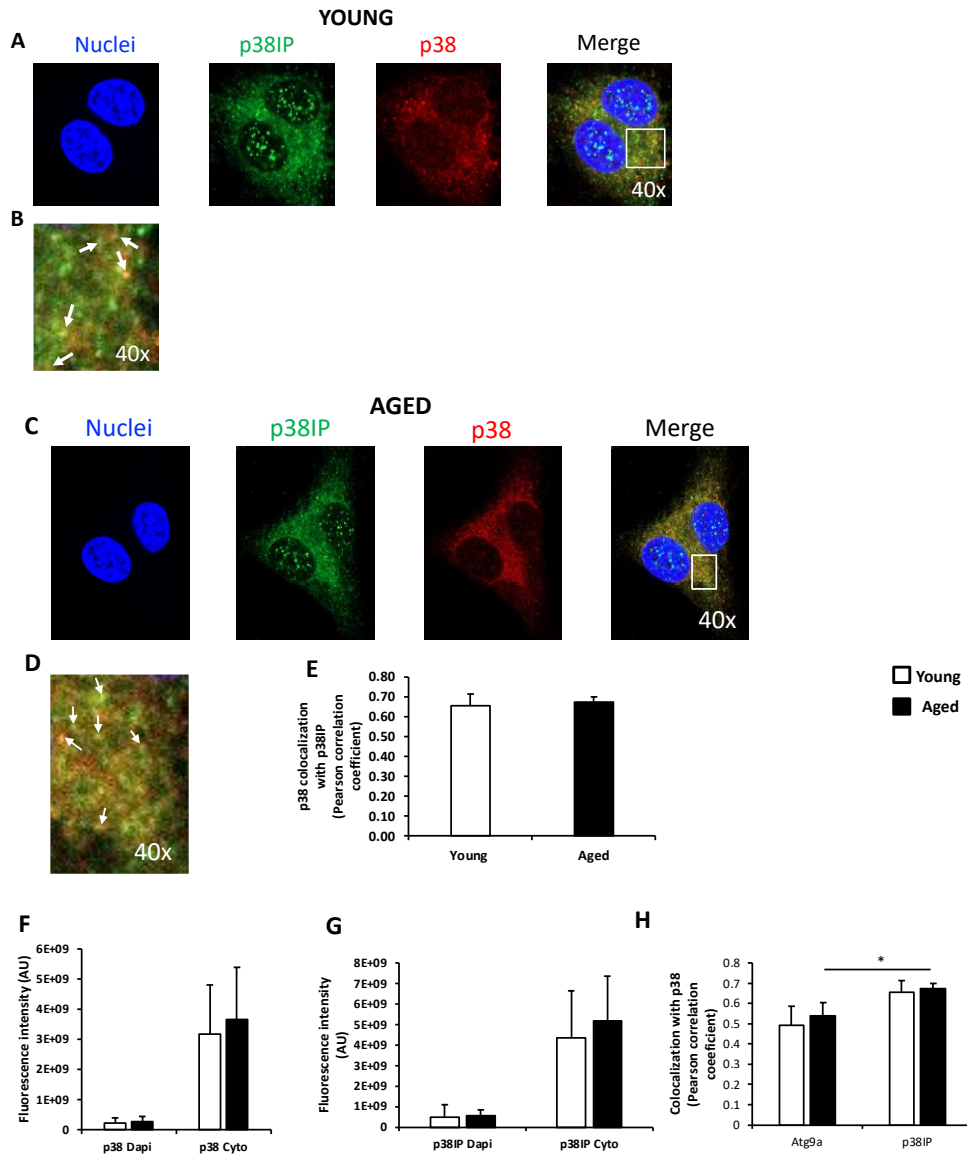 YOUNG
A
Nuclei
p38IP
p38
Merge
40x
B
40x
AGED
C
Nuclei
p38IP
p38
Merge
40x
D
40x
E
p38 colocalization
with p38IP
(Pearson correlation
coefficient)
0.80
0.70
0.60
0.50
0.40
0.30
0.20
0.10
0.00
Young
Aged
Young
Aged
F
Fluorescence intensity (AU)
6E+09
5E+09
4E+09
3E+09
2E+09
1E+09
0
p38 Dapi
p38 Cyto
G
Fluorescence intensity
(AU)
8E+09
7E+09
6E+09
5E+09
4E+09
3E+09
2E+09
1E+09
0
p38IP Dapi
p38IP Cyto
H
Colocalization with p38
(Pearson correlation
coeeficient)
0.8
0.7
0.6
0.5
0.4
0.3
0.2
0.1
0
*
Atg9a
p38IP